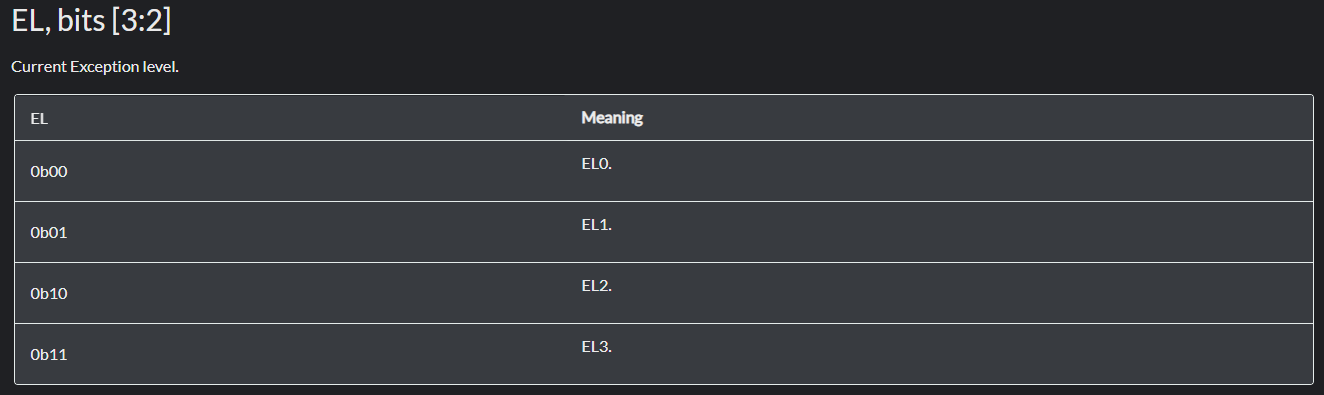 EL, bits [3:2]
Current Exception level.
EL Meaning
0b00 EL0.
0b01 EL1.
0b10 EL2.
0b11 EL3.